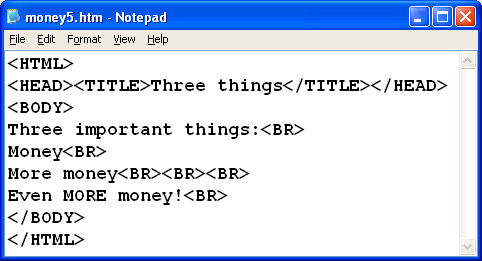 money5.htm - Notepad
File Edit Format View Help
<HTML>
<HEAD><TITLE>Three things</TITLE></HEAD>
<BODY>
Three important things:<BR>
Money<BR>
More money<BR><BR><BR>
Even MORE money!<BR>
</BODY>
</HTML>